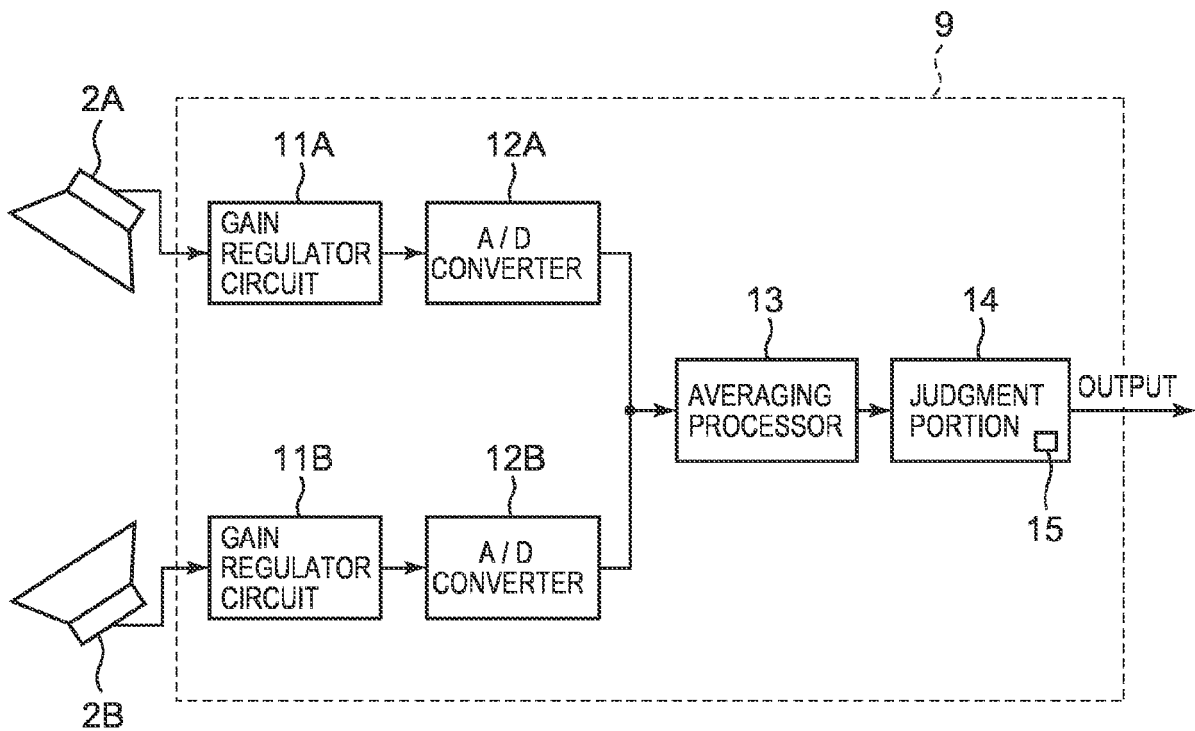 9
2A
11A
12A
GAIN
REGULATOR
CIRCUIT
A / D
CONVERTER
13
14
AVERAGING
PROCESSOR
JUDGMENT
PORTION
OUTPUT
15
11B
12B
GAIN
REGULATOR
CIRCUIT
A / D
CONVERTER
2B